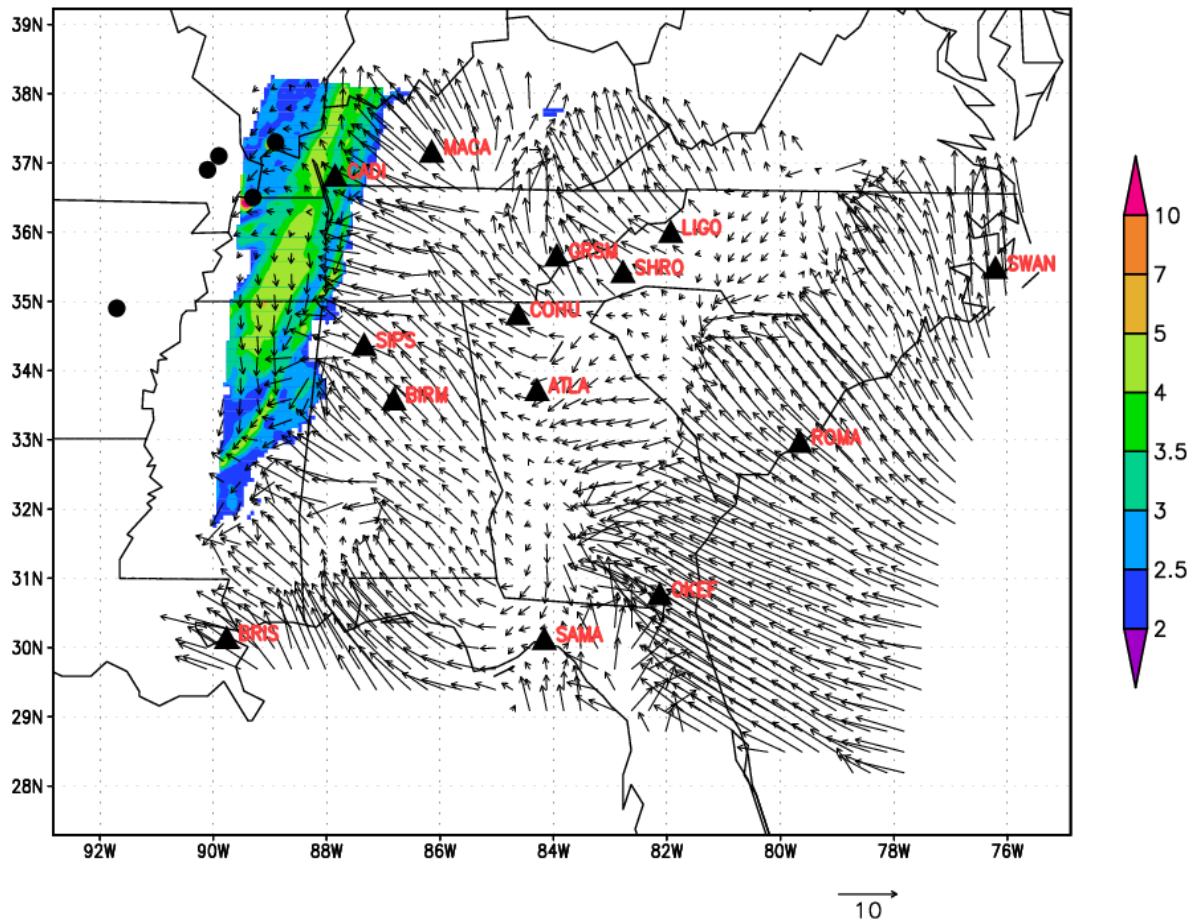 39N
38N
37N
36N
35N
34N
33N
32N
31N
30N
29N
28N
92W 90W 88W 86W 84W 82W 80W 78W 76W
MACA
CADI
LIGO
GRSM
SHRO
SWAN
COHU
SIPS
ATLA
BIRM
ROMA
OKEF
BRIS
SAMA
10
7
5
4
3.5
3
2.5
2
10